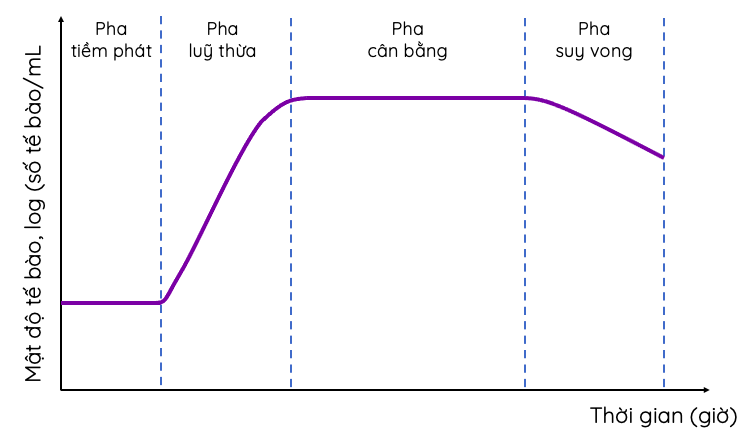 Pha
tiềm phát
Pha
luỹ thừa
Pha
cân bằng
Pha
suy vong
Mật độ tế bào, log (số tế bào/mL
Thời gian (giờ)